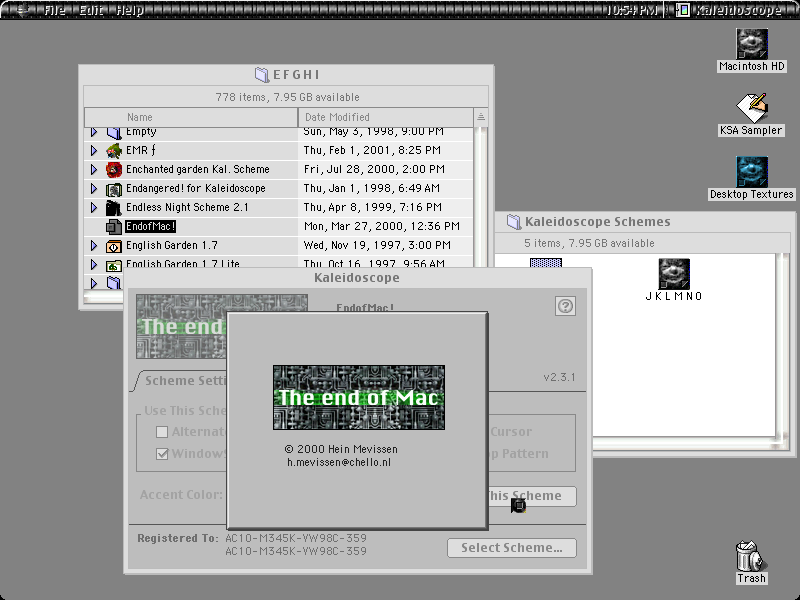 File Edit Help 10:54 PM Kaleidoscope
E F G H I
778 items, 7.95 GB available
Name Date Modified
Empty Sun, May 3, 1998, 9:00 PM
EMR ƒ Thu, Feb 1, 2001, 8:25 PM
Enchanted garden Kal. Scheme Fri, Jul 28, 2000, 2:00 PM
Endangered! for Kaleidoscope Thu, Jan 1, 1998, 6:49 AM
Endless Night Scheme 2.1 Thu, Apr 8, 1999, 7:16 PM
EndofMac! Mon, Mar 27, 2000, 12:36 PM
English Garden 1.7 Wed, Nov 19, 1997, 3:00 PM
English Garden 1.7 Lite Thu, Oct 16, 1997, 9:56 AM
Macintosh HD
KSA Sampler
Desktop Textures
Kaleidoscope Schemes
5 items, 7.95 GB available
J K L M N O
Kaleidoscope
The end
EndofMac!
?
v2.3.1
Scheme Setti
Use This Sche
Alternat
Cursor
Window
p Pattern
Accent Color:
his Scheme
The end of Mac
© 2000 Hein Mevissen
h.mevissen@chello.nl
Registered To: AC10-M345K-YW98C-359
AC10-M345K-YW98C-359
Select Scheme...
Trash